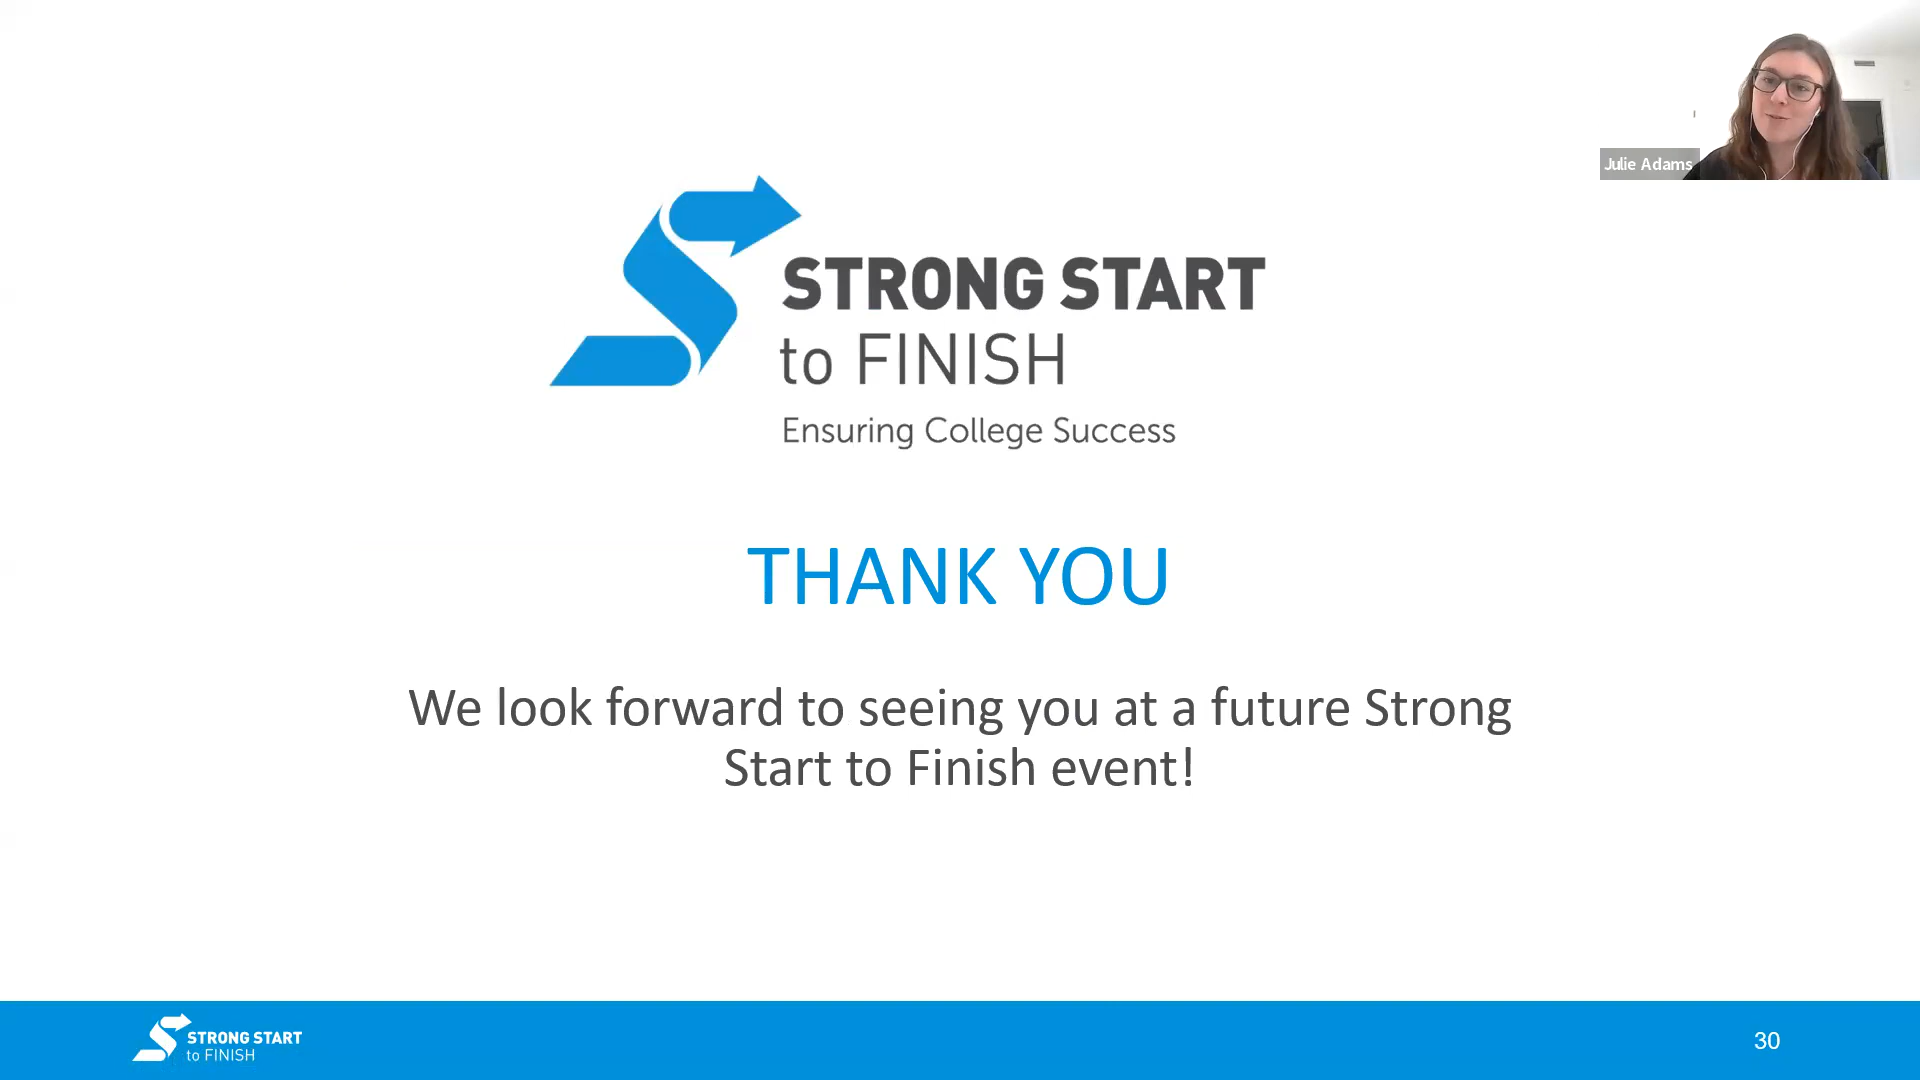 Julie Adams
STRONG START
to FINISH
Ensuring College Success
THANK YOU
We look forward to seeing you at a future Strong
Start to Finish event!
STRONG START
to FINISH
30